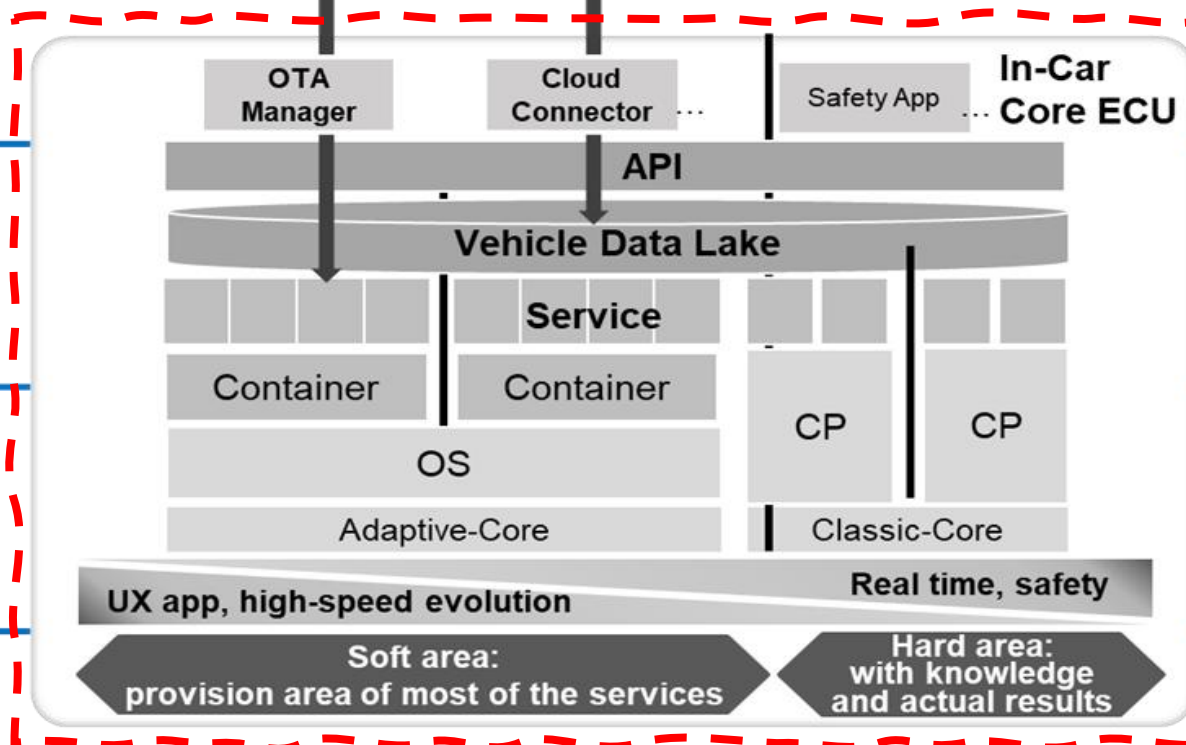 OTA
Manager
Cloud
Connector
...
Safety App
...
In-Car
Core ECU
API
Vehicle Data Lake
Service
Container
Container
CP
CP
OS
Adaptive-Core
Classic-Core
UX app, high-speed evolution
Real time, safety
Soft area:
provision area of most of the services
Hard area:
with knowledge
and actual results